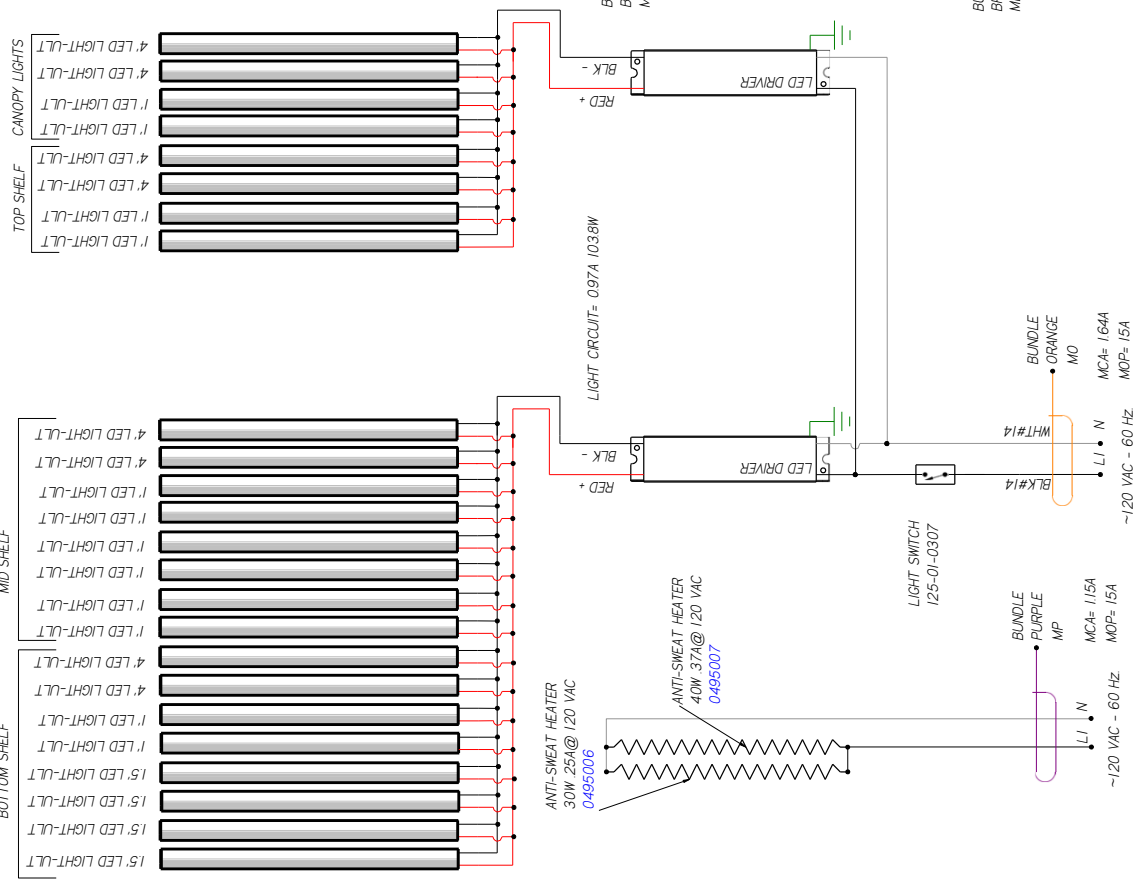 CANOPY LIGHTS
4', LED LIGHT-ULT
4', LED LIGHT-ULT
1', LED LIGHT-ULT
1', LED LIGHT-ULT
TOP SHELF
4', LED LIGHT-ULT
4', LED LIGHT-ULT
1', LED LIGHT-ULT
1', LED LIGHT-ULT
BLK -
RED +
LED DRIVER
LIGHT CIRCUIT= 0.97A 103.8W
MID SHELF
4', LED LIGHT-ULT
4', LED LIGHT-ULT
1', LED LIGHT-ULT
1', LED LIGHT-ULT
1', LED LIGHT-ULT
1', LED LIGHT-ULT
1', LED LIGHT-ULT
1', LED LIGHT-ULT
BOTTOM SHELF
4', LED LIGHT-ULT
4', LED LIGHT-ULT
1', LED LIGHT-ULT
1', LED LIGHT-ULT
1.5', LED LIGHT-ULT
1.5', LED LIGHT-ULT
1.5', LED LIGHT-ULT
1.5', LED LIGHT-ULT
BLK -
RED +
LED DRIVER
LIGHT SWITCH
125-01-0307
WHT#14
BLK#14
BUNDLE
ORANGE
MO
L1 N
MCA= 1.64A
MOP= 15A
~120 VAC - 60 Hz.
ANTI-SWEAT HEATER
40W .37A@ 120 VAC
0495007
ANTI-SWEAT HEATER
30W .25A@ 120 VAC
0495006
BUNDLE
PURPLE
MP
L1 N
MCA= 1.15A
MOP= 15A
~120 VAC - 60 Hz.